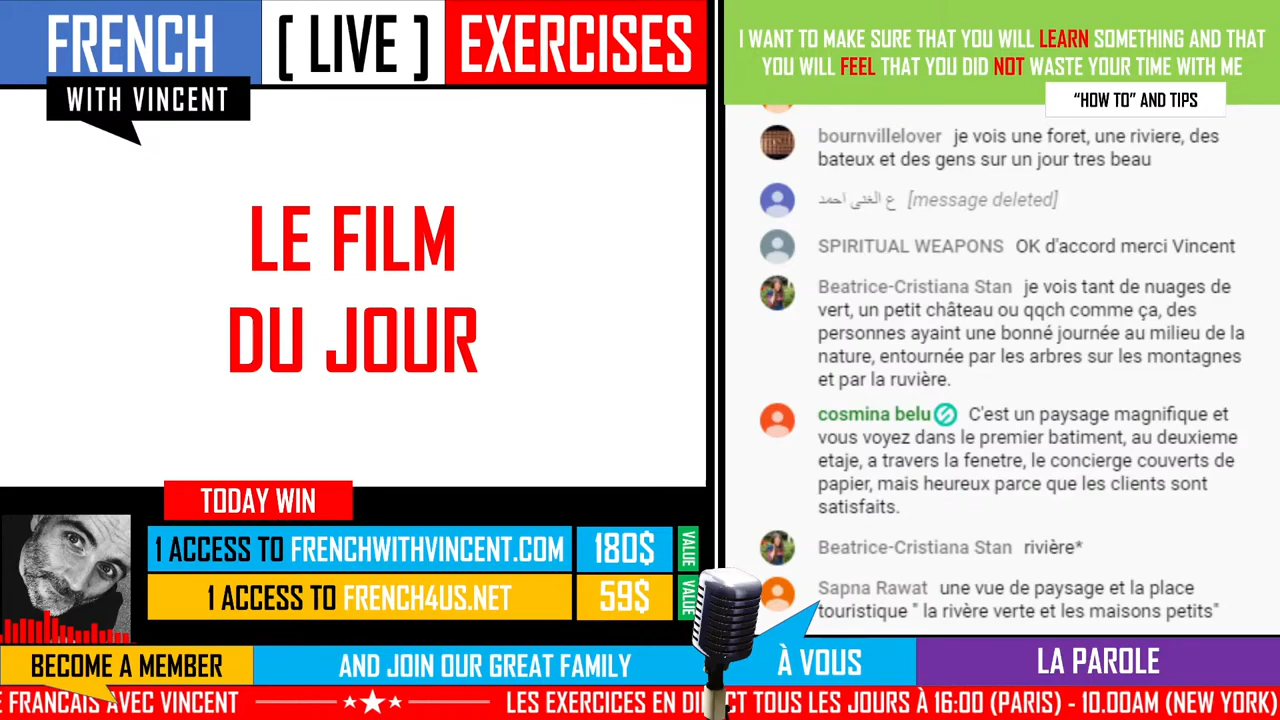 FRENCH
WITH VINCENT
[ LIVE ]
EXERCISES
LE FILM
DU JOUR
TODAY WIN
1 ACCESS TO FRENCHWITHVINCENT.COM
180$
VALUE
1 ACCESS TO FRENCH4US.NET
59$
VALUE
BECOME A MEMBER
AND JOIN OUR GREAT FAMILY
I WANT TO MAKE SURE THAT YOU WILL LEARN SOMETHING AND THAT
YOU WILL FEEL THAT YOU DID NOT WASTE YOUR TIME WITH ME
“HOW TO” AND TIPS
bournvillelover je vois une foret, une riviere, des
bateux et des gens sur un jour tres beau
ع الغني احمد [message deleted]
SPIRITUAL WEAPONS OK d'accord merci Vincent
Beatrice-Cristiana Stan je vois tant de nuages de
vert, un petit château ou qqch comme ça, des
personnes ayaint une bonné journée au milieu de la
nature, entournée par les arbres sur les montagnes
et par la ruvière.
cosmina belu C'est un paysage magnifique et
vous voyez dans le premier batiment, au deuxieme
etaje, a travers la fenetre, le concierge couverts de
papier, mais heureux parce que les clients sont
satisfaits.
Beatrice-Cristiana Stan rivière*
Sapna Rawat une vue de paysage et la place
touristique " la rivère verte et les maisons petits"
À VOUS
LA PAROLE
E FRANCAIS AVEC VINCENT
LES EXERCICES EN DI CT TOUS LES JOURS À 16:00 (PARIS) - 10.00AM (NEW YORK)